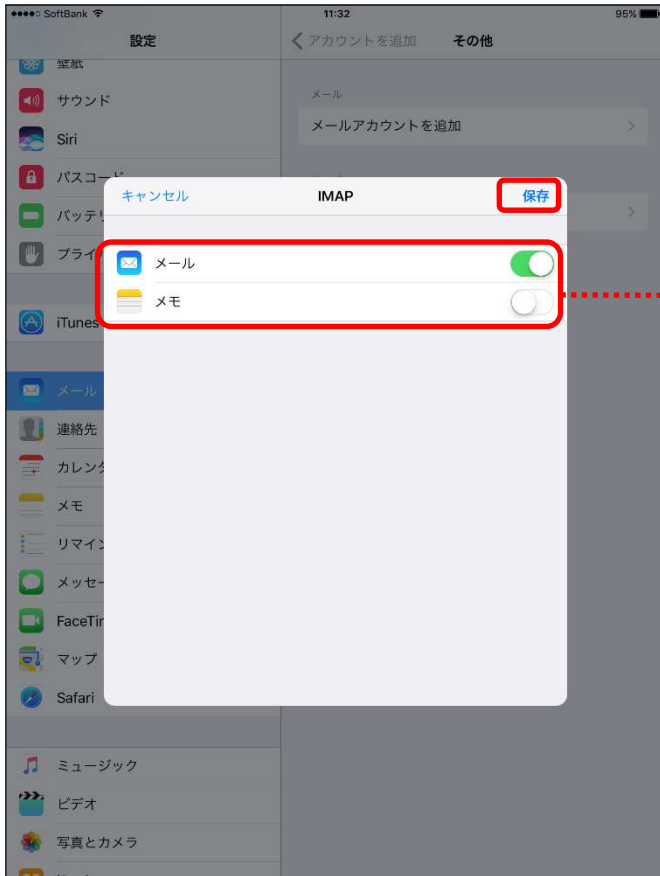 SoftBank 11:32 95%
設定
アカウントを追加 その他
壁紙
サウンド
Siri
パスコード
バッテリ
プライバ
iTunes
メール
連絡先
カレンダ
メモ
リマイン
メッセー
FaceTim
マップ
Safari
ミュージック
ビデオ
写真とカメラ
メール
メールアカウントを追加
キャンセル IMAP 保存
メール
メモ